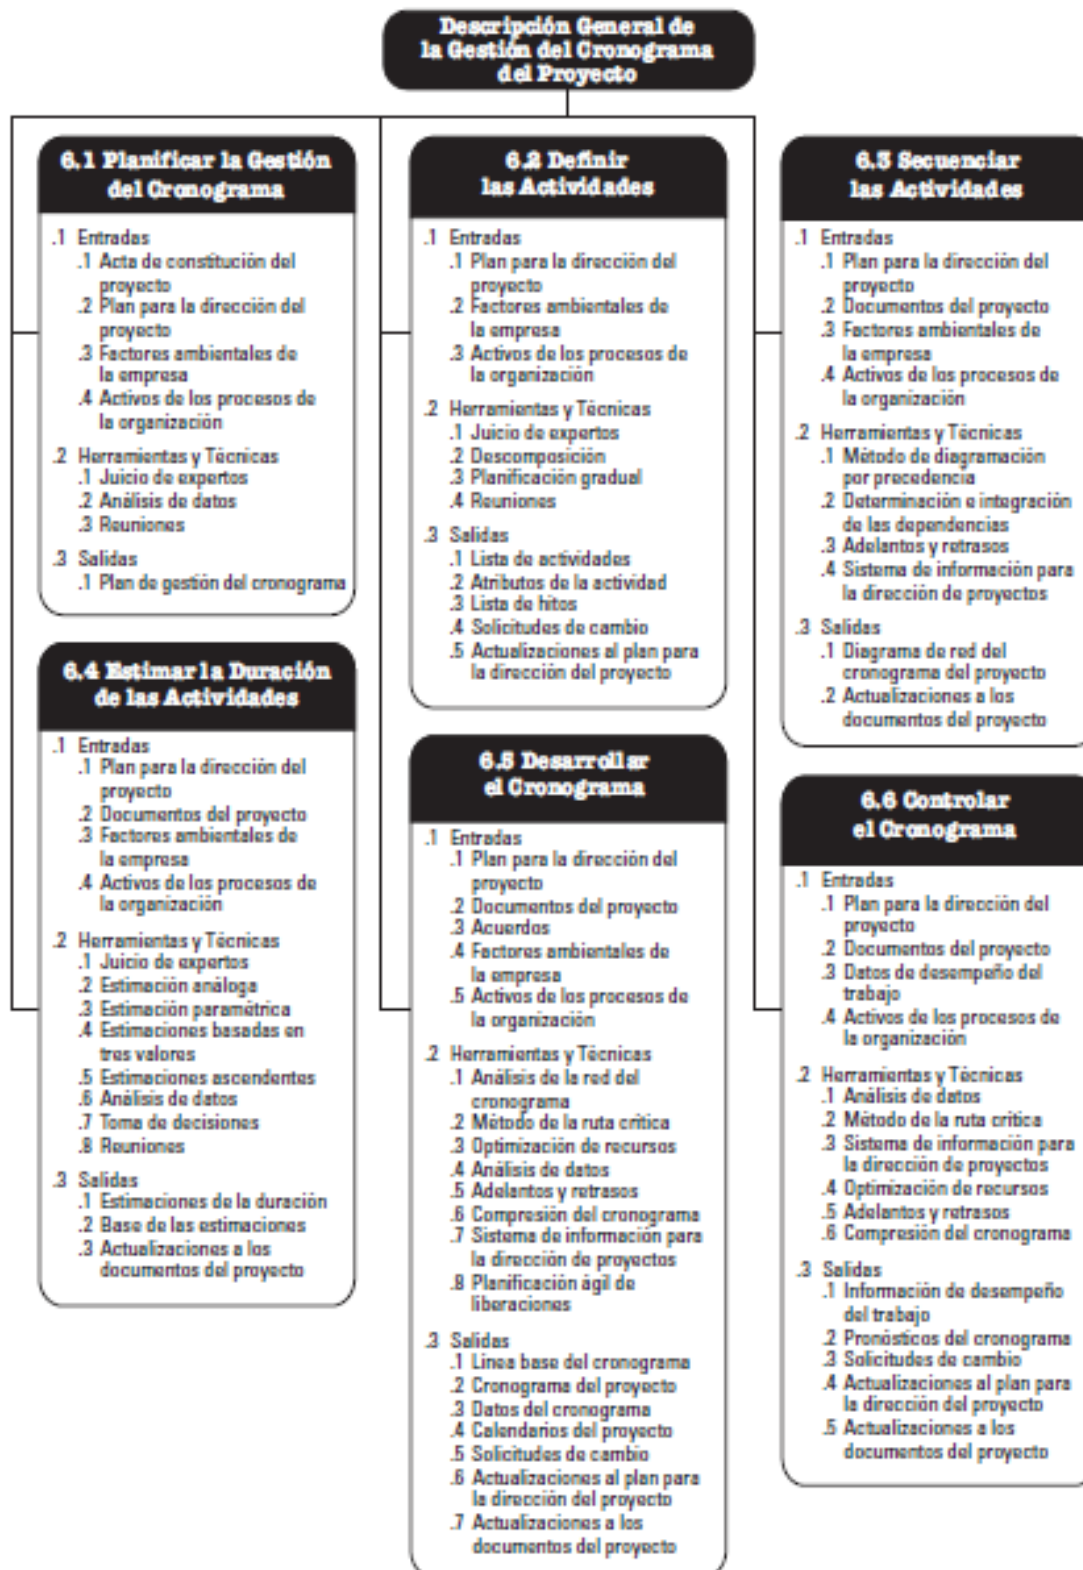 Descripción General de
la Gestión del Cronograma
del Proyecto
6.1 Planificar la Gestión
del Cronograma
.1 Entradas
.1 Acta de constitución del
proyecto
.2 Plan para la dirección del
proyecto
.3 Factores ambientales de
la empresa
.4 Activos de los procesos de
la organización
.2 Herramientas y Técnicas
.1 Juicio de expertos
.2 Análisis de datos
.3 Reuniones
.3 Salidas
.1 Plan de gestión del cronograma
6.2 Definir
las Actividades
.1 Entradas
.1 Plan para la dirección del
proyecto
.2 Factores ambientales de
la empresa
.3 Activos de los procesos de
la organización
.2 Herramientas y Técnicas
.1 Juicio de expertos
.2 Descomposición
.3 Planificación gradual
.4 Reuniones
.3 Salidas
.1 Lista de actividades
.2 Atributos de la actividad
.3 Lista de hitos
.4 Solicitudes de cambio
.5 Actualizaciones al plan para
la dirección del proyecto
6.3 Secuenciar
las Actividades
.1 Entradas
.1 Plan para la dirección del
proyecto
.2 Documentos del proyecto
.3 Factores ambientales de
la empresa
.4 Activos de los procesos de
la organización
.2 Herramientas y Técnicas
.1 Método de diagramación
por precedencia
.2 Determinación e integración
de las dependencias
.3 Adelantos y retrasos
.4 Sistema de información para
la dirección de proyectos
.3 Salidas
.1 Diagrama de red del
cronograma del proyecto
.2 Actualizaciones a los
documentos del proyecto
6.4 Estimar la Duración
de las Actividades
.1 Entradas
.1 Plan para la dirección del
proyecto
.2 Documentos del proyecto
.3 Factores ambientales de
la empresa
.4 Activos de los procesos de
la organización
.2 Herramientas y Técnicas
.1 Juicio de expertos
.2 Estimación análoga
.3 Estimación paramétrica
.4 Estimaciones basadas en
tres valores
.5 Estimaciones ascendentes
.6 Análisis de datos
.7 Toma de decisiones
.8 Reuniones
.3 Salidas
.1 Estimaciones de la duración
.2 Base de las estimaciones
.3 Actualizaciones a los
documentos del proyecto
6.5 Desarrollar
el Cronograma
.1 Entradas
.1 Plan para la dirección del
proyecto
.2 Documentos del proyecto
.3 Acuerdos
.4 Factores ambientales de
la empresa
.5 Activos de los procesos de
la organización
.2 Herramientas y Técnicas
.1 Análisis de la red del
cronograma
.2 Método de la ruta crítica
.3 Optimización de recursos
.4 Análisis de datos
.5 Adelantos y retrasos
.6 Compresión del cronograma
.7 Sistema de información para
la dirección de proyectos
.8 Planificación ágil de
liberaciones
.3 Salidas
.1 Línea base del cronograma
.2 Cronograma del proyecto
.3 Datos del cronograma
.4 Calendarios del proyecto
.5 Solicitudes de cambio
.6 Actualizaciones al plan para
la dirección del proyecto
.7 Actualizaciones a los
documentos del proyecto
6.6 Controlar
el Cronograma
.1 Entradas
.1 Plan para la dirección del
proyecto
.2 Documentos del proyecto
.3 Datos de desempeño del
trabajo
.4 Activos de los procesos de
la organización
.2 Herramientas y Técnicas
.1 Análisis de datos
.2 Método de la ruta crítica
.3 Sistema de información para
la dirección de proyectos
.4 Optimización de recursos
.5 Adelantos y retrasos
.6 Compresión del cronograma
.3 Salidas
.1 Información de desempeño
del trabajo
.2 Pronósticos del cronograma
.3 Solicitudes de cambio
.4 Actualizaciones al plan para
la dirección del proyecto
.5 Actualizaciones a los
documentos del proyecto